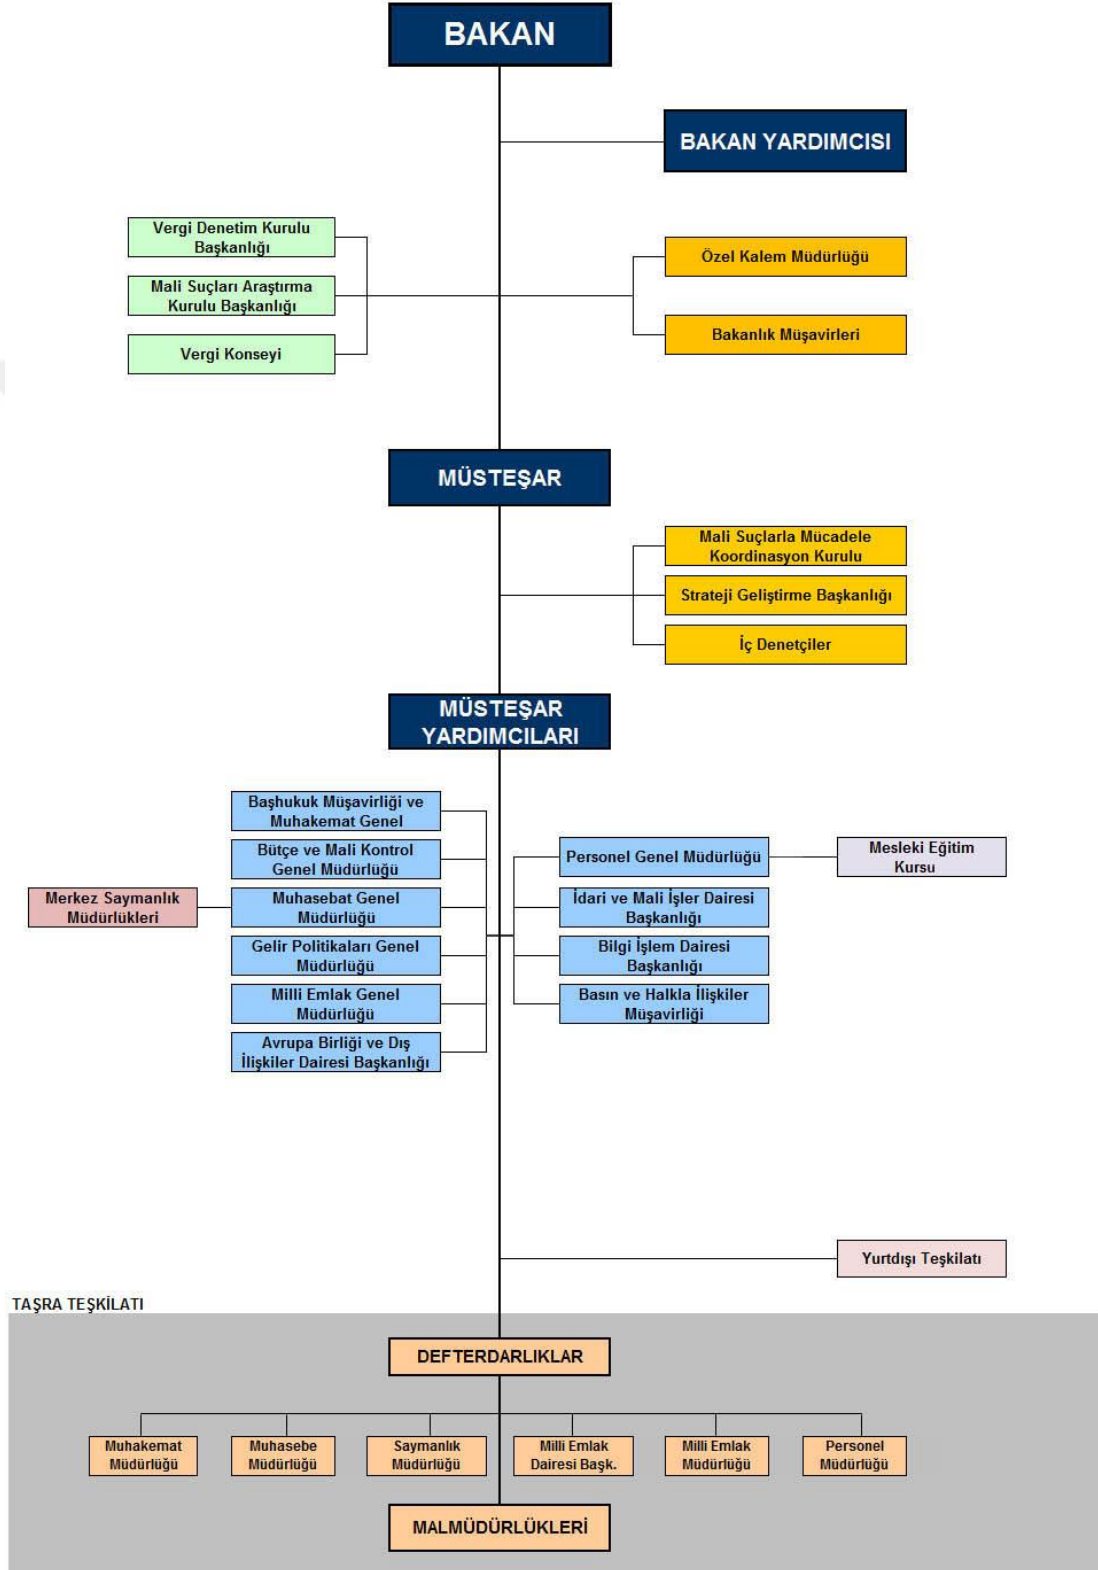 BAKAN
BAKAN YARDIMCISI
Vergi Denetim Kurulu
Başkanlığı
Mali Suçları Araştırma
Kurulu Başkanlığı
Vergi Konseyi
Özel Kalem Müdürlüğü
Bakanlık Müşavirleri
MÜSTEŞAR
Mali Suçlarla Mücadele
Koordinasyon Kurulu
Strateji Geliştirme Başkanlığı
İç Denetçiler
MÜSTEŞAR
YARDIMCILARI
Başhukuk Müşavirliği ve
Muhakemat Genel
Bütçe ve Mali Kontrol
Genel Müdürlüğü
Merkez Saymanlık
Müdürlükleri
Muhasebat Genel
Müdürlüğü
Gelir Politikaları Genel
Müdürlüğü
Milli Emlak Genel
Müdürlüğü
Avrupa Birliği ve Dış
İlişkiler Dairesi Başkanlığı
Personel Genel Müdürlüğü
Mesleki Eğitim
Kursu
İdari ve Mali İşler Dairesi
Başkanlığı
Bilgi İşlem Dairesi
Başkanlığı
Basın ve Halkla İlişkiler
Müşavirliği
Yurtdışı Teşkilatı
TAŞRA TEŞKİLATI
DEFTERDARLIKLAR
Muhakemat
Müdürlüğü
Muhasebe
Müdürlüğü
Saymanlık
Müdürlüğü
Milli Emlak
Dairesi Başk.
Milli Emlak
Müdürlüğü
Personel
Müdürlüğü
MALMÜDÜRLÜKLERİ